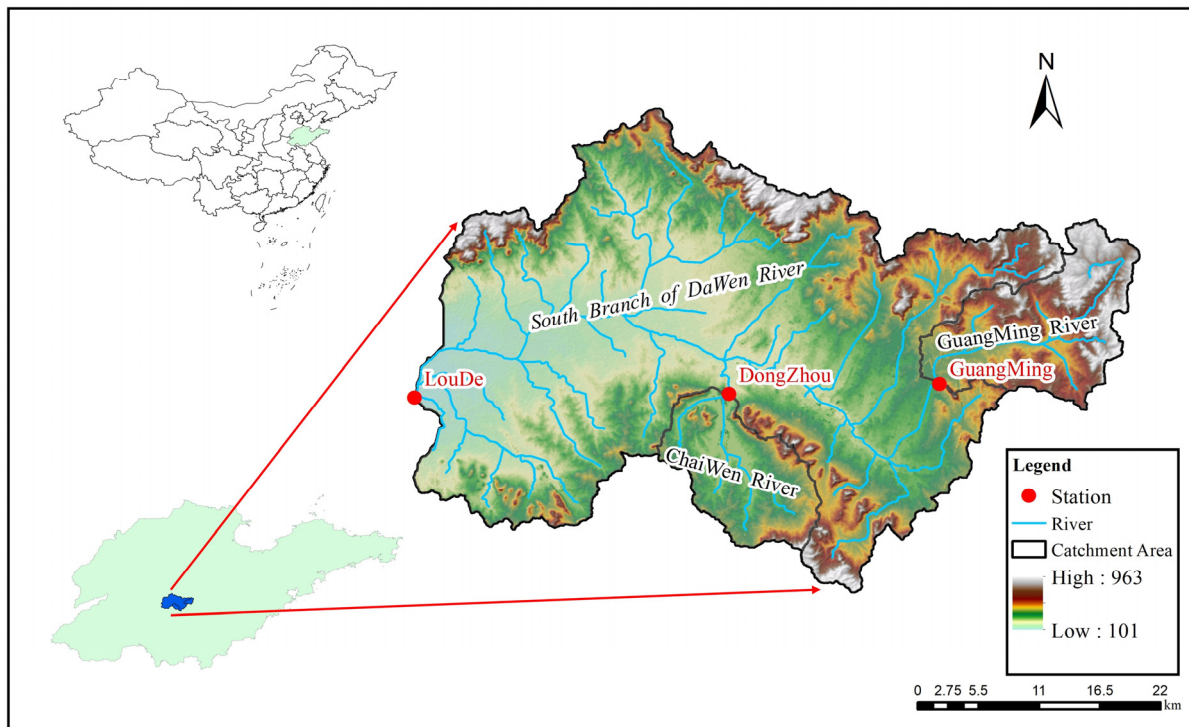 N
South Branch of DaWen River
GuangMing River
LouDe
DongZhou
GuangMing
ChaiWen River
Legend
Station
River
Catchment Area
High : 963
Low : 101
0 2.75 5.5 11 16.5 22
km